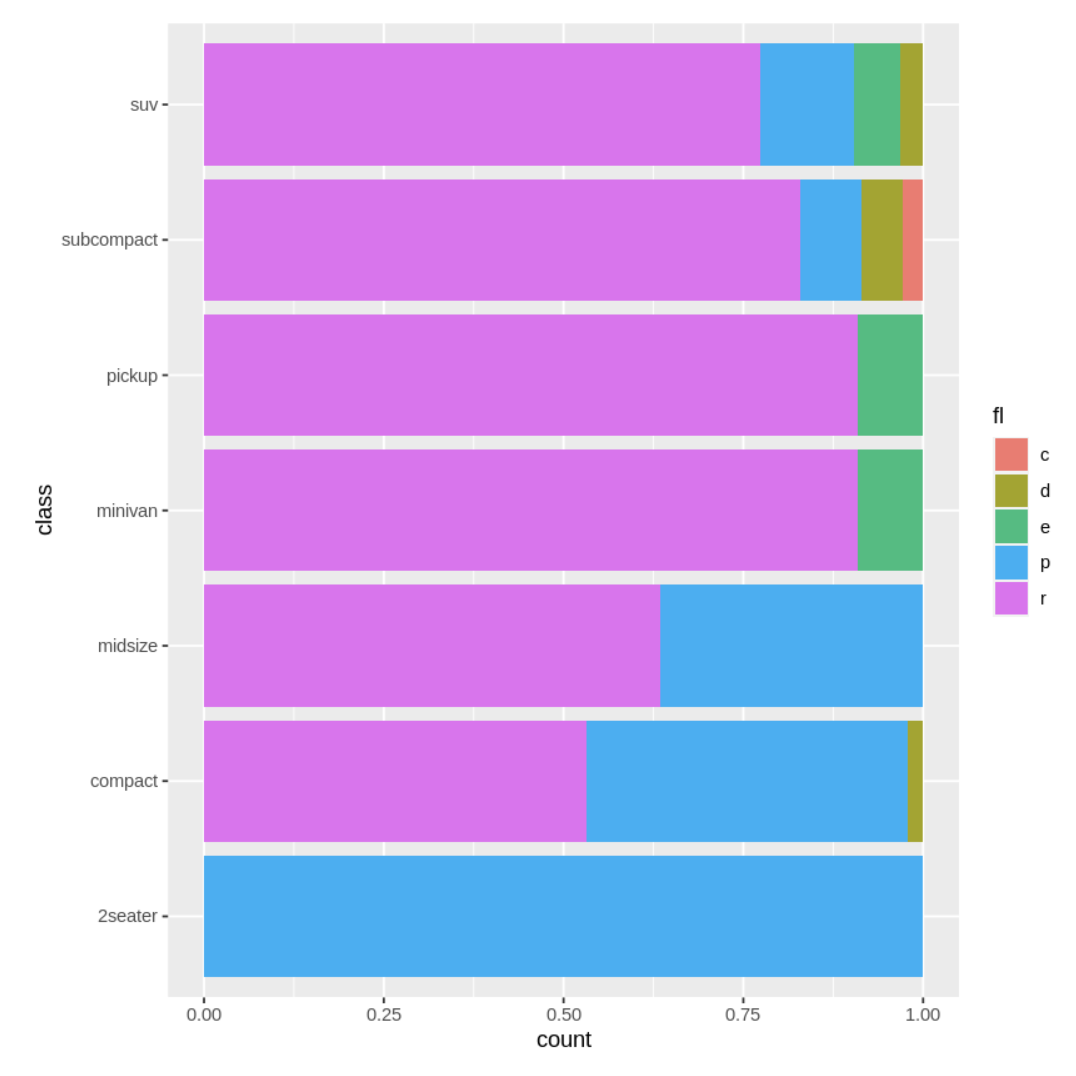 suv
subcompact
pickup
minivan
midsize
compact
2seater
class
0.00 0.25 0.50 0.75 1.00
count
fl
c
d
e
p
r